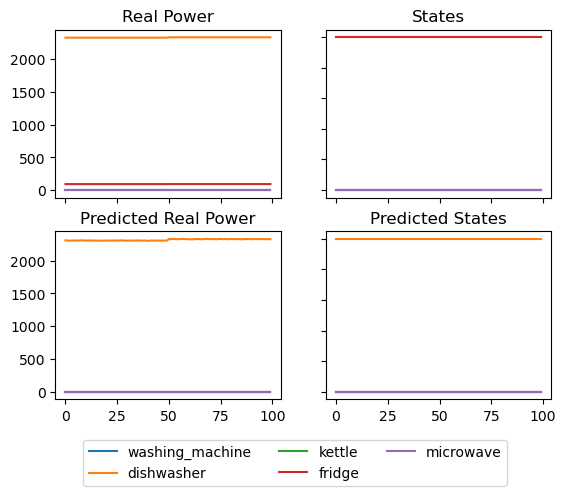 Real Power
States
2000
1500
1000
500
0
Predicted Real Power
Predicted States
2000
1500
1000
500
0
0 25 50 75 100
0 25 50 75 100
washing_machine kettle microwave
dishwasher fridge